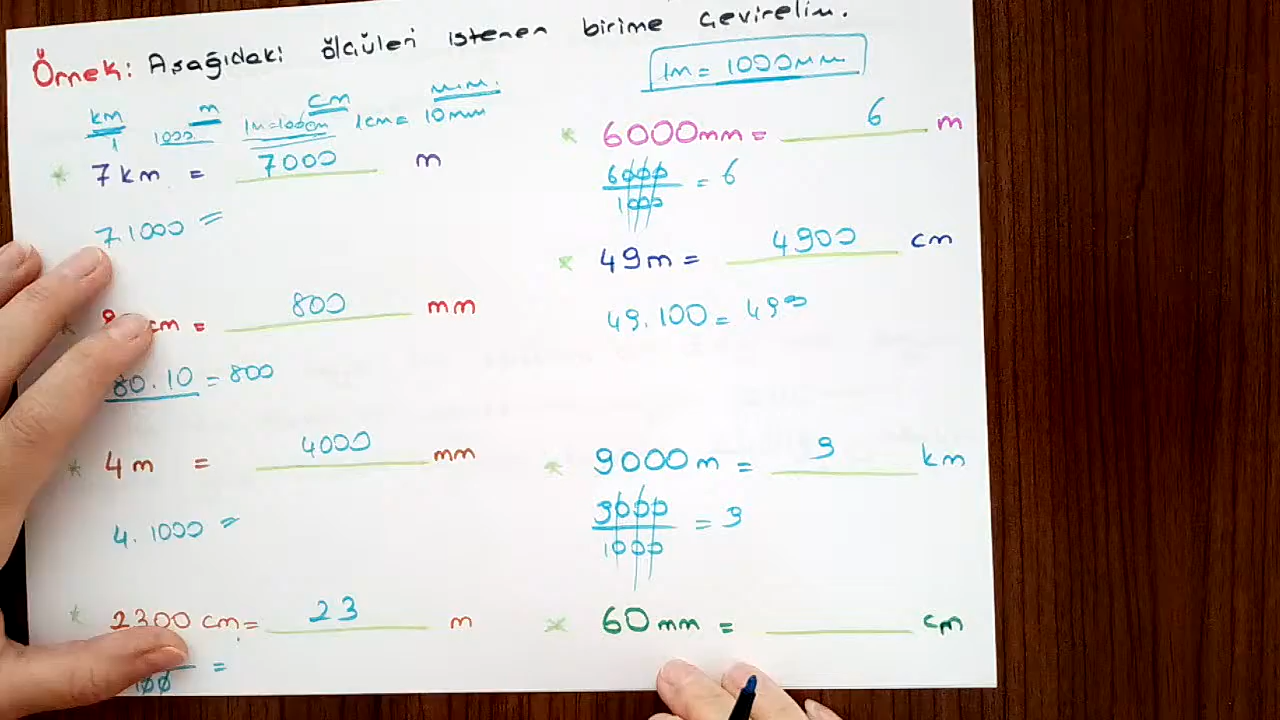 Örnek: Aşağıdaki ölçüleri istenen birime çevirelim.
km m cm mm
1 1000 1m=100cm 1cm= 10mm
7km = 7000 m
7.1000 =
cm = 800 mm
80.10 = 800
4m = 4000 mm
4.1000 =
2300 cm= 23 m
100 =
1m = 1000mm
6000mm= 6 m
6000
1000 = 6
49m = 4900 cm
49.100 = 4900
9000m = 9 km
9000
1000 = 9
60mm = cm